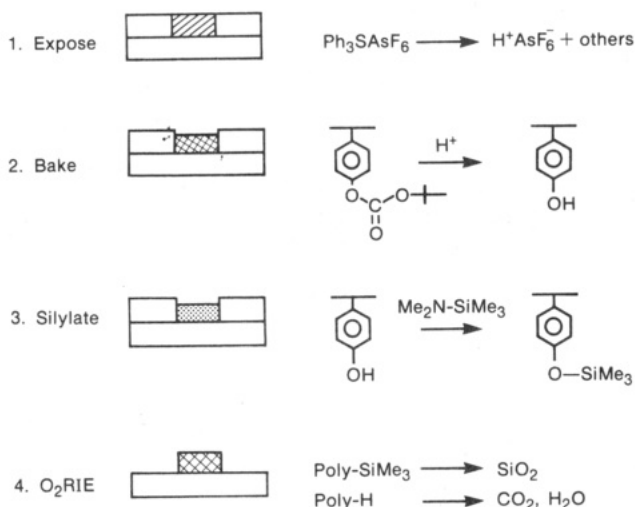 1. Expose
Ph₃SAsF₆ ⟶ H⁺AsF₆⁻ + others
2. Bake
H⁺
O
C
O
O
OH
3. Silylate
Me₂N-SiMe₃
OH
O—SiMe₃
4. O₂RIE
Poly-SiMe₃ ⟶ SiO₂
Poly-H ⟶ CO₂, H₂O